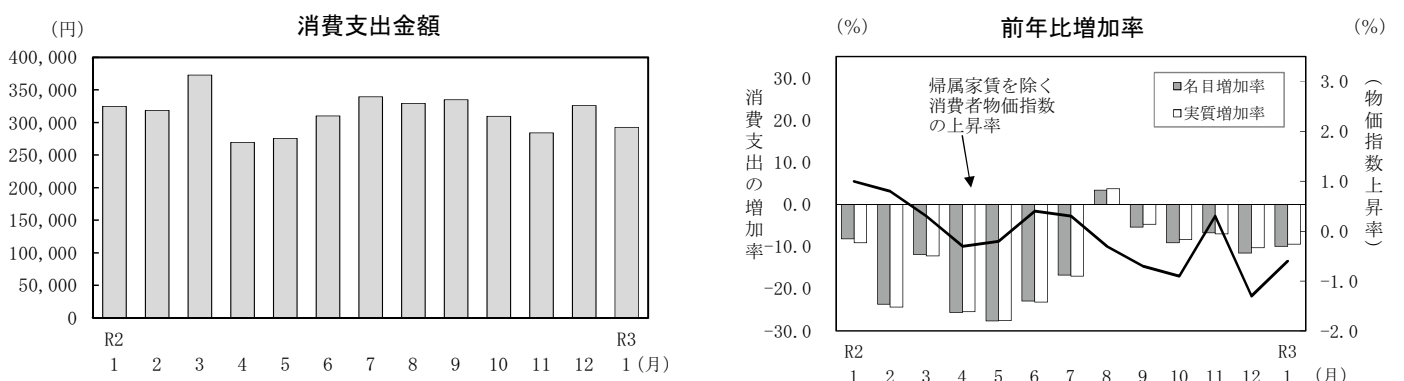 消費支出金額
(円)
400,000
350,000
300,000
250,000
200,000
150,000
100,000
50,000
0
R2 R3
1 2 3 4 5 6 7 8 9 10 11 12 1 (月)
前年比増加率
(%) (%)
消費支出の増加率
30.0
20.0
10.0
0.0
-10.0
-20.0
-30.0
帰属家賃を除く
消費者物価指数
の上昇率
名目増加率
実質増加率
3.0
2.0
1.0
0.0
-1.0
-2.0
(物価指数上昇率)
R2 R3
1 2 3 4 5 6 7 8 9 10 11 12 1 (月)